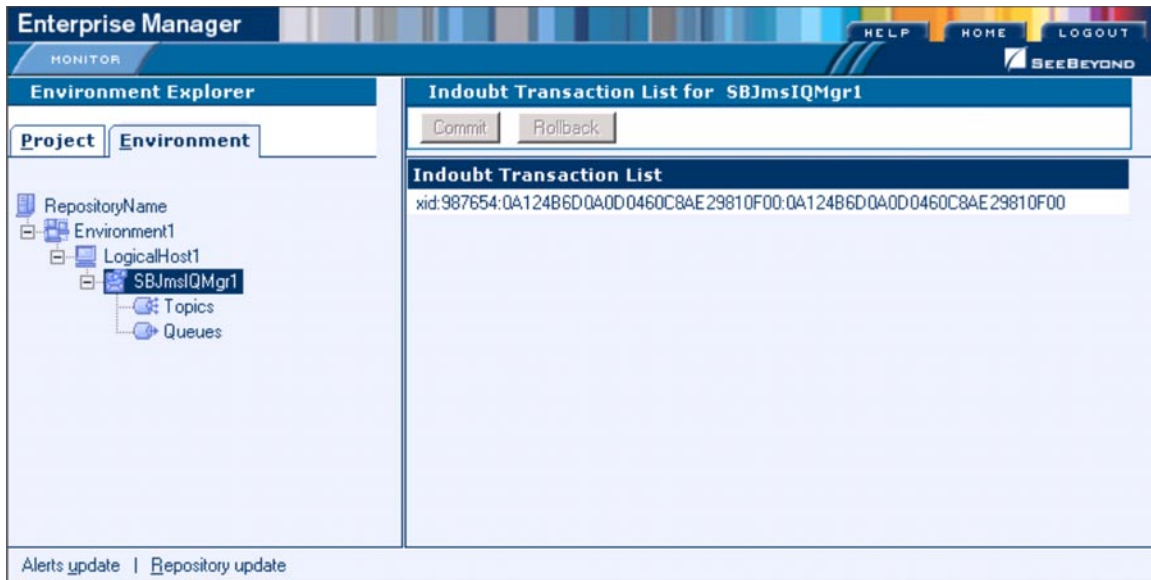 Enterprise Manager
HELP HOME LOGOUT
MONITOR
SEEBEYOND
Environment Explorer
Project Environment
RepositoryName
Environment1
LogicalHost1
SBJmsIQMgr1
Topics
Queues
Indoubt Transaction List for SBJmsIQMgr1
Commit Rollback
Indoubt Transaction List
xid:987654:0A124B6D0A0D0460C8AE29810F00:0A124B6D0A0D0460C8AE29810F00
Alerts update | Repository update